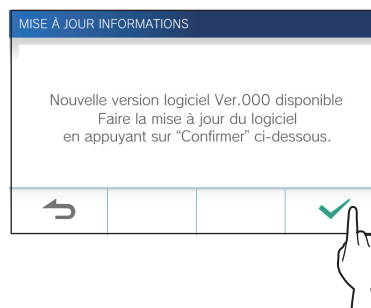 MISE À JOUR INFORMATIONS
Nouvelle version logiciel Ver.000 disponible
Faire la mise à jour du logiciel
en appuyant sur “Confirmer” ci-dessous.